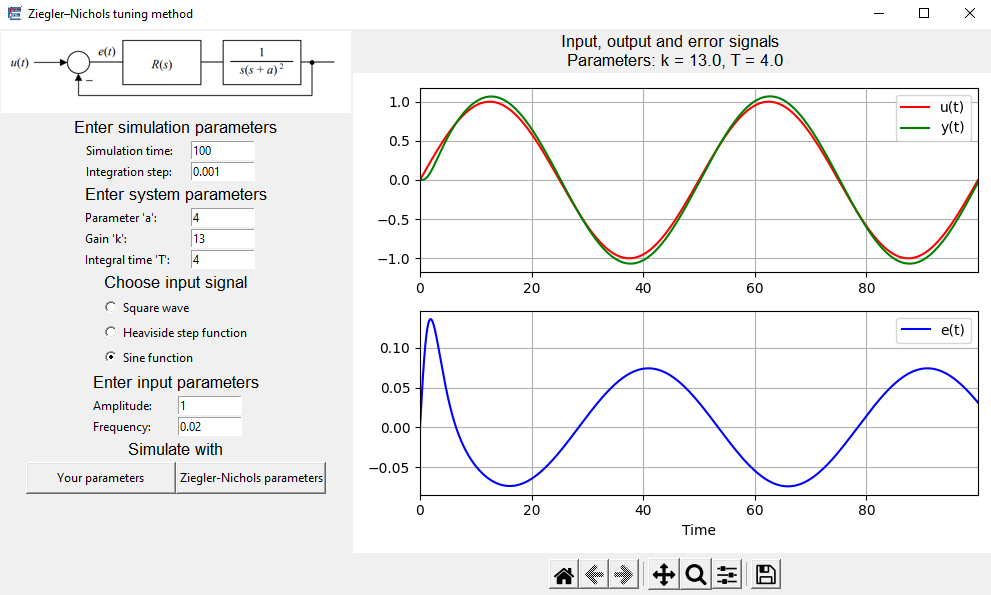 Ziegler–Nichols tuning method
u(t)
e(t)
−
R(s)
1
s(s + a)²
Enter simulation parameters
Simulation time: 100
Integration step: 0.001
Enter system parameters
Parameter 'a': 4
Gain 'k': 13
Integral time 'T': 4
Choose input signal
Square wave
Heaviside step function
Sine function
Enter input parameters
Amplitude: 1
Frequency: 0.02
Simulate with
Your parameters
Ziegler-Nichols parameters
Input, output and error signals
Parameters: k = 13.0, T = 4.0
1.0
0.5
0.0
−0.5
−1.0
u(t)
y(t)
0 20 40 60 80
0.10
0.05
0.00
−0.05
e(t)
0 20 40 60 80
Time